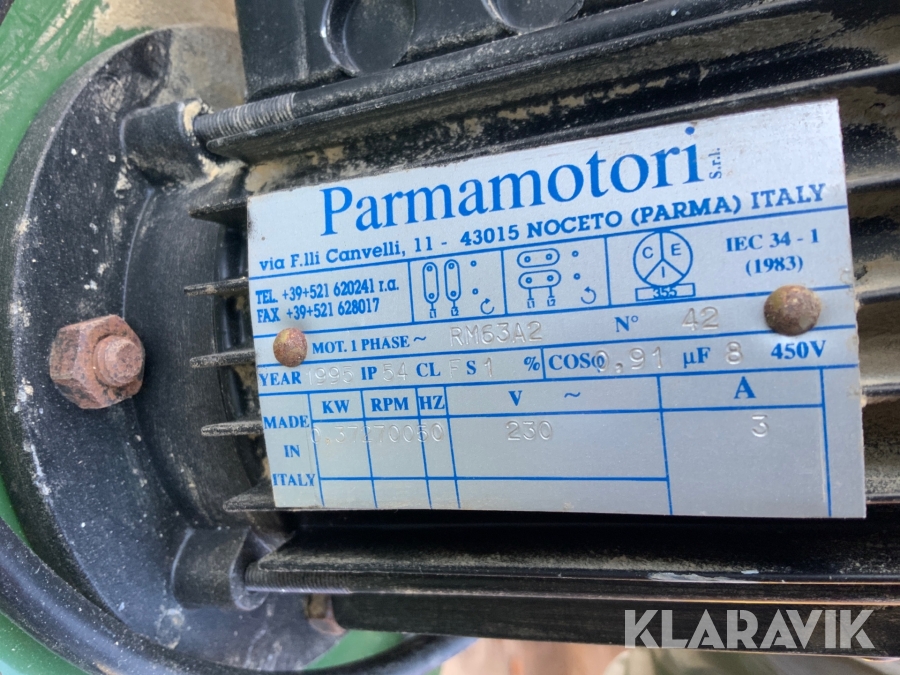 Parmamotori s.r.l.
via F.lli Canvelli, 11 - 43015 NOCETO (PARMA) ITALY
TEL. +39+521 620241 r.a.
FAX +39+521 628017
C E
I
355
IEC 34 - 1
(1983)
MOT. 1 PHASE ~ RM63A2 N° 42
YEAR 1995 IP 54 CL F S 1 % COSφ 0,91 µF 8 450V
MADE IN ITALY
KW RPM HZ V ~ A
0.37 2700 50 230 3
KLARAVIK